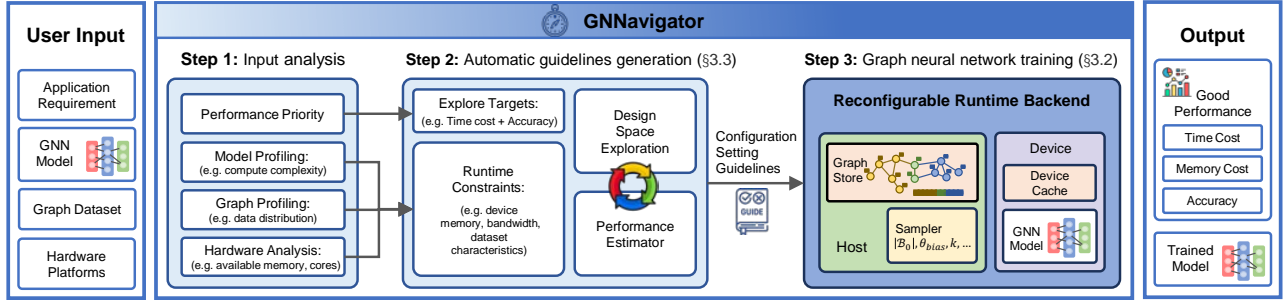 User Input
Application
Requirement
GNN
Model
Graph Dataset
Hardware
Platforms
GNNavigator
Step 1: Input analysis
Performance Priority
Model Profiling:
(e.g. compute complexity)
Graph Profiling:
(e.g. data distribution)
Hardware Analysis:
(e.g. available memory, cores)
Step 2: Automatic guidelines generation (§3.3)
Explore Targets:
(e.g. Time cost + Accuracy)
Runtime
Constraints:
(e.g. device
memory, bandwidth,
dataset
characteristics)
Design
Space
Exploration
Performance
Estimator
Configuration
Setting
Guidelines
GUIDE
Step 3: Graph neural network training (§3.2)
Reconfigurable Runtime Backend
Graph
Store
Host
Sampler
|ℬ₀|, θ_bias, k, ...
Device
Device
Cache
GNN
Model
Output
Good
Performance
Time Cost
Memory Cost
Accuracy
Trained
Model